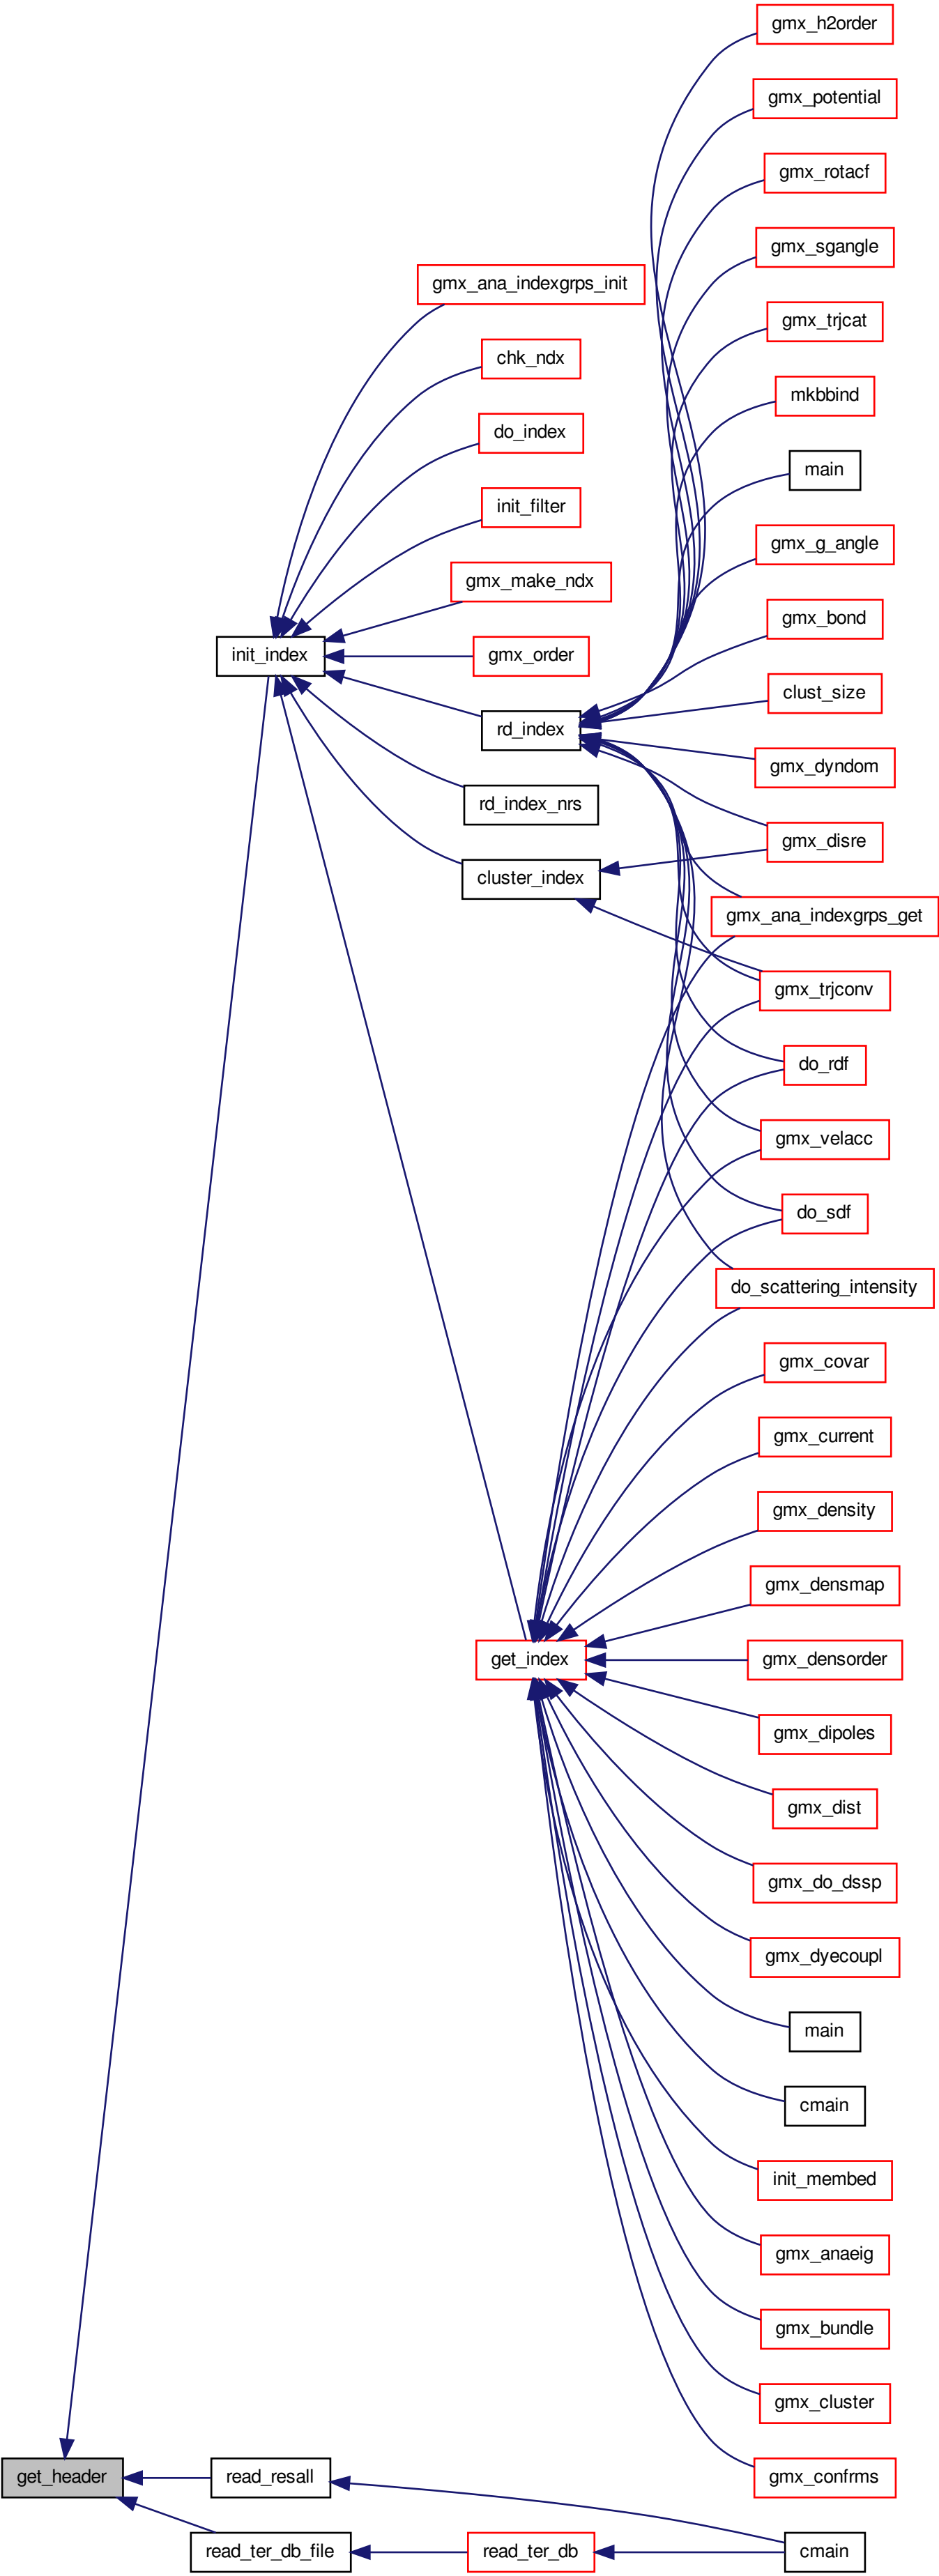 gmx_h2order
gmx_potential
gmx_rotacf
gmx_sgangle
gmx_ana_indexgrps_init
gmx_trjcat
chk_ndx
mkbbind
do_index
main
init_filter
gmx_g_angle
gmx_make_ndx
gmx_bond
init_index
gmx_order
clust_size
rd_index
gmx_dyndom
rd_index_nrs
gmx_disre
cluster_index
gmx_ana_indexgrps_get
gmx_trjconv
do_rdf
gmx_velacc
do_sdf
do_scattering_intensity
gmx_covar
gmx_current
gmx_density
gmx_densmap
get_index
gmx_densorder
gmx_dipoles
gmx_dist
gmx_do_dssp
gmx_dyecoupl
main
cmain
init_membed
gmx_anaeig
gmx_bundle
gmx_cluster
get_header
read_resall
gmx_confrms
read_ter_db_file
read_ter_db
cmain